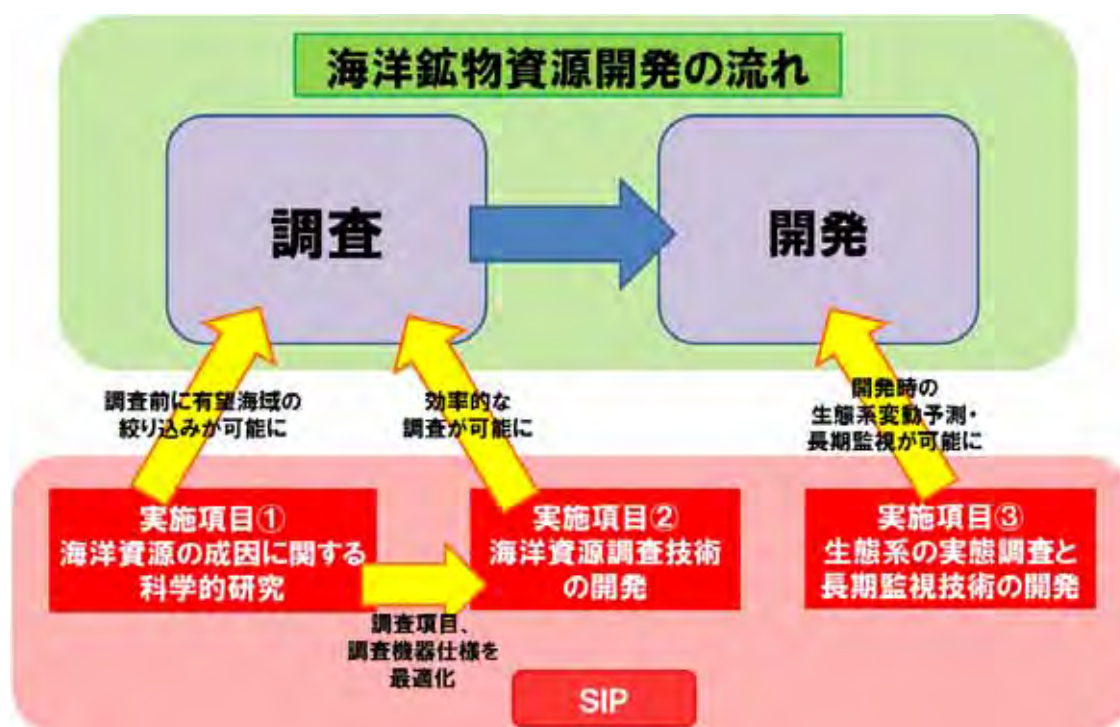 海洋鉱物資源開発の流れ
調査
開発
調査前に有望海域の
絞り込みが可能に
効率的な
調査が可能に
開発時の
生態系変動予測・
長期監視が可能に
実施項目①
海洋資源の成因に関する
科学的研究
実施項目②
海洋資源調査技術
の開発
実施項目③
生態系の実態調査と
長期監視技術の開発
調査項目、
調査機器仕様を
最適化
SIP